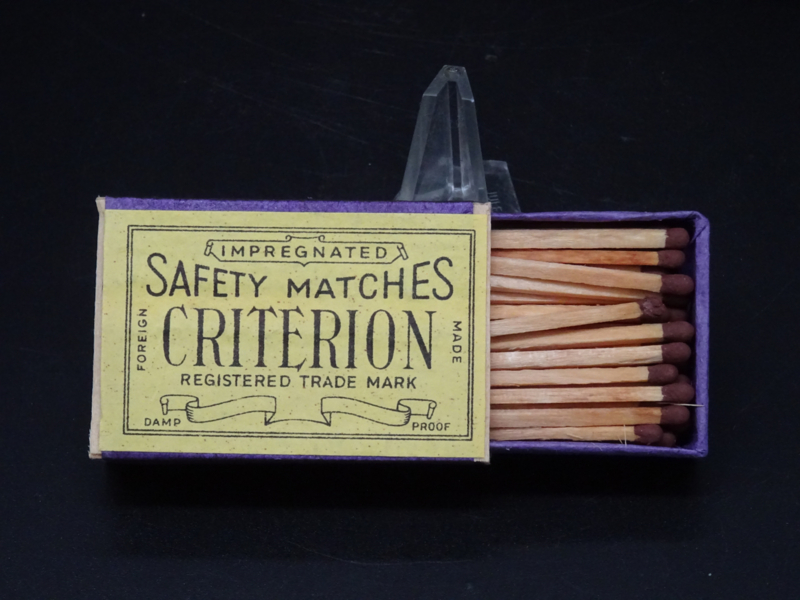 IMPREGNATED
SAFETY MATCHES
FOREIGN
CRITERION
MADE
REGISTERED TRADE MARK
DAMP
PROOF